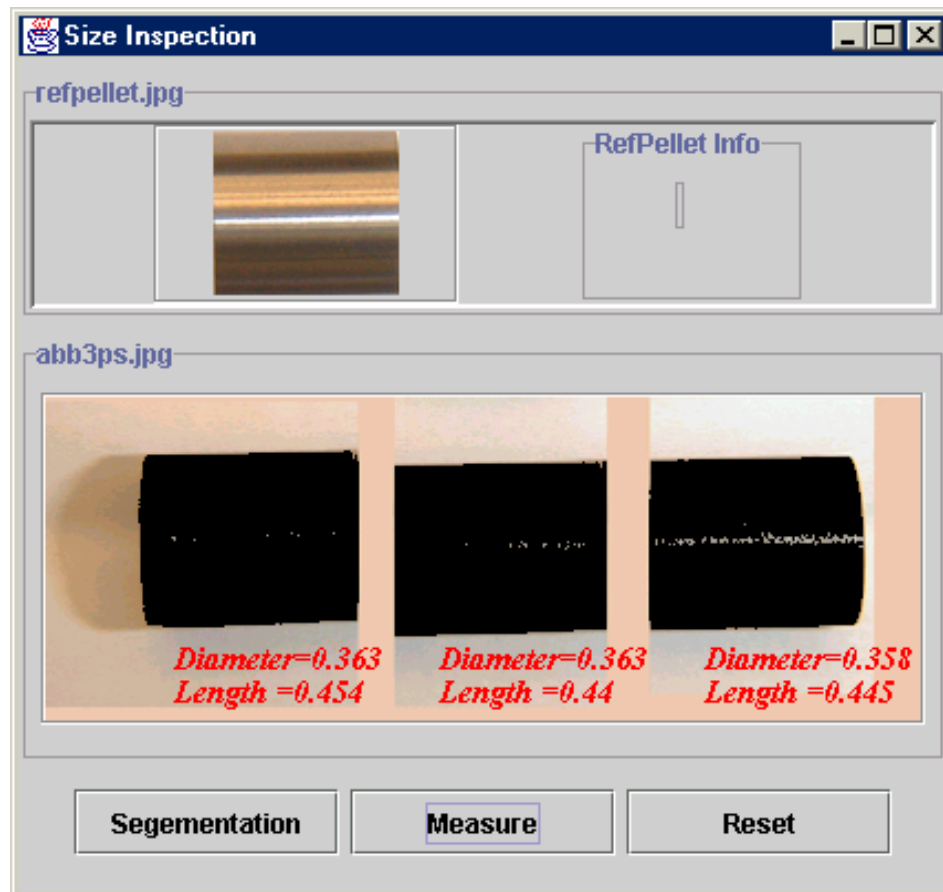 Size Inspection
refpellet.jpg
RefPellet Info
abb3ps.jpg
Diameter=0.363
Length =0.454
Diameter=0.363
Length =0.44
Diameter=0.358
Length =0.445
Segementation
Measure
Reset